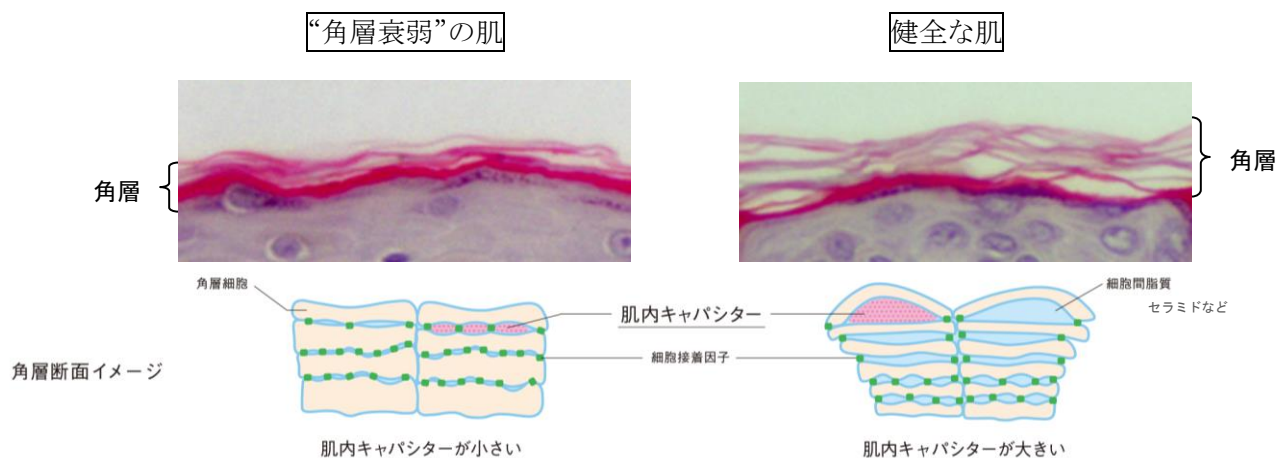 “角層衰弱”の肌
健全な肌
角層
角層
角層細胞
細胞間脂質
セラミドなど
肌内キャパシター
細胞接着因子
角層断面イメージ
肌内キャパシターが小さい
肌内キャパシターが大きい